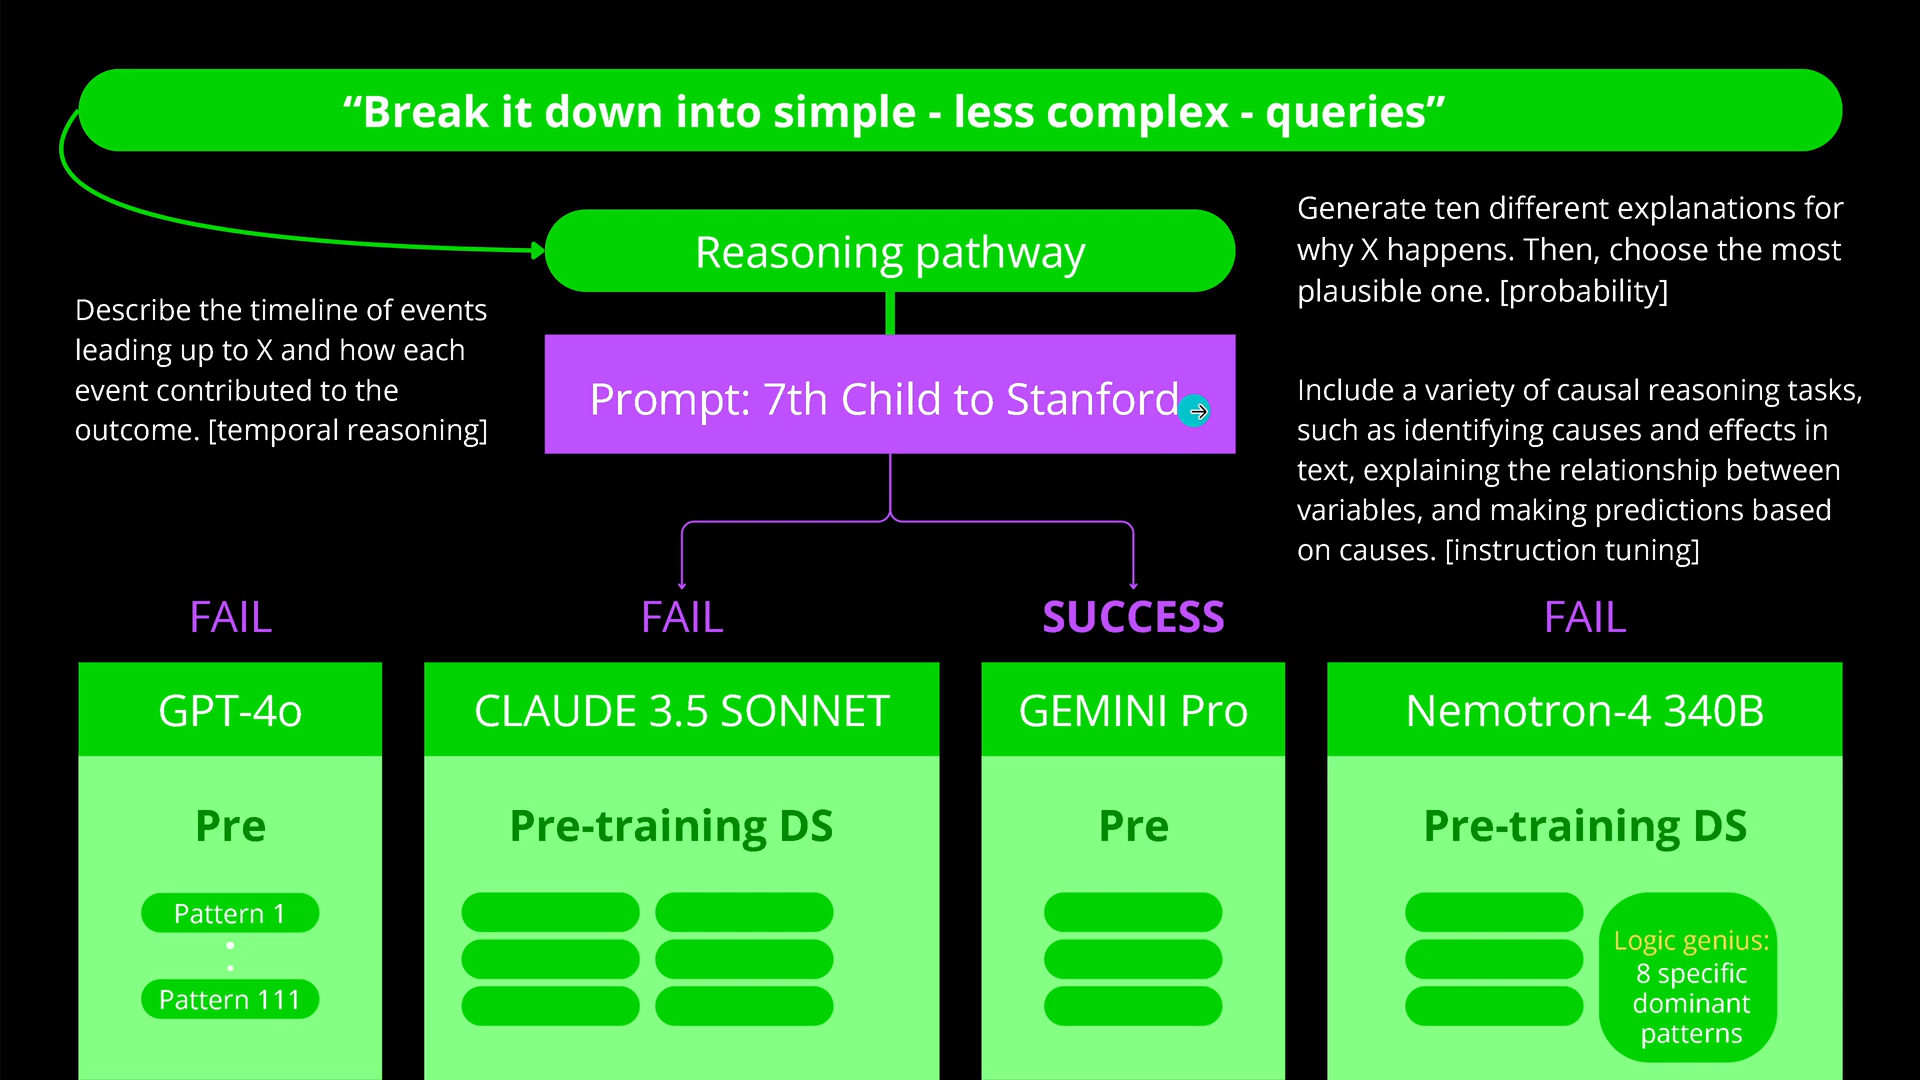 “Break it down into simple - less complex - queries”
Reasoning pathway
Generate ten different explanations for
why X happens. Then, choose the most
plausible one. [probability]
Describe the timeline of events
leading up to X and how each
event contributed to the
outcome. [temporal reasoning]
Prompt: 7th Child to Stanford
Include a variety of causal reasoning tasks,
such as identifying causes and effects in
text, explaining the relationship between
variables, and making predictions based
on causes. [instruction tuning]
FAIL
FAIL
SUCCESS
FAIL
GPT-4o
CLAUDE 3.5 SONNET
GEMINI Pro
Nemotron-4 340B
Pre
Pre-training DS
Pre
Pre-training DS
Pattern 1
Pattern 111
Logic genius:
8 specific
dominant
patterns